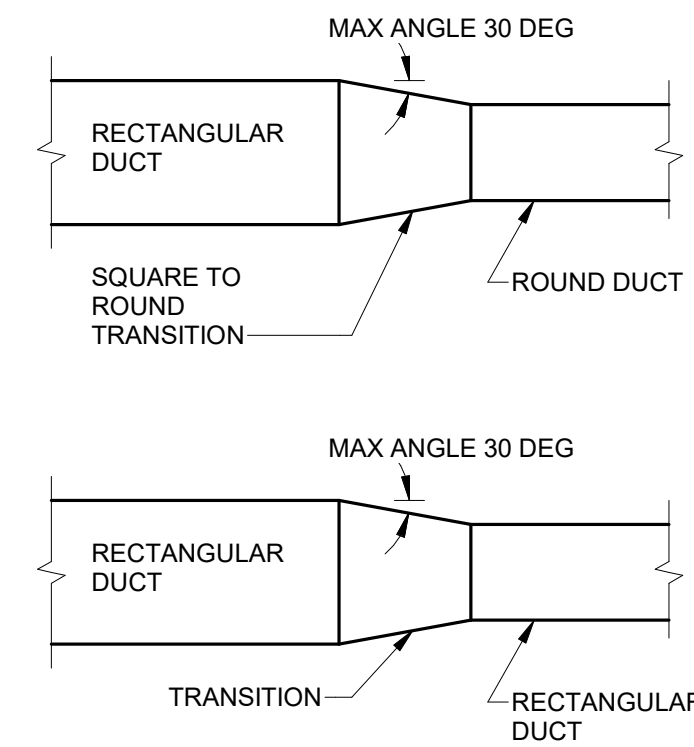 MAX ANGLE 30 DEG
RECTANGULAR
DUCT
SQUARE TO
ROUND
TRANSITION
ROUND DUCT
MAX ANGLE 30 DEG
RECTANGULAR
DUCT
TRANSITION
RECTANGULAR
DUCT